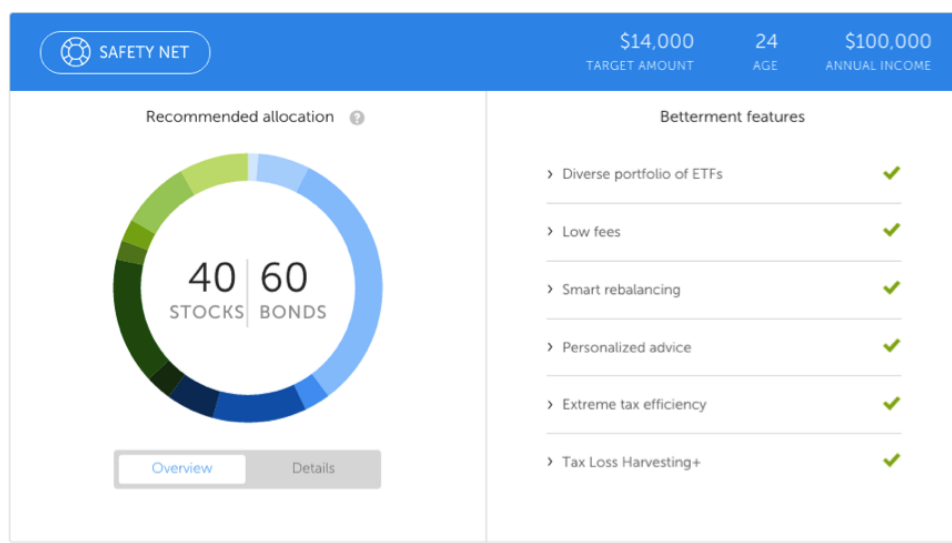 SAFETY NET
$14,000 24 $100,000
TARGET AMOUNT AGE ANNUAL INCOME
Recommended allocation ?
40 60
STOCKS BONDS
Overview Details
Betterment features
> Diverse portfolio of ETFs
> Low fees
> Smart rebalancing
> Personalized advice
> Extreme tax efficiency
> Tax Loss Harvesting+